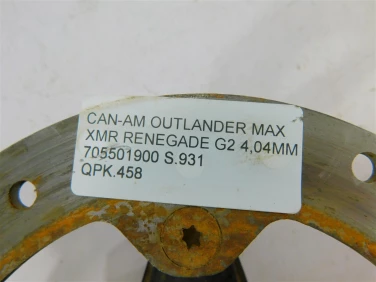 CAN-AM OUTLANDER MAX
XMR RENEGADE G2 4,04MM
705501900 S.931
QPK.458